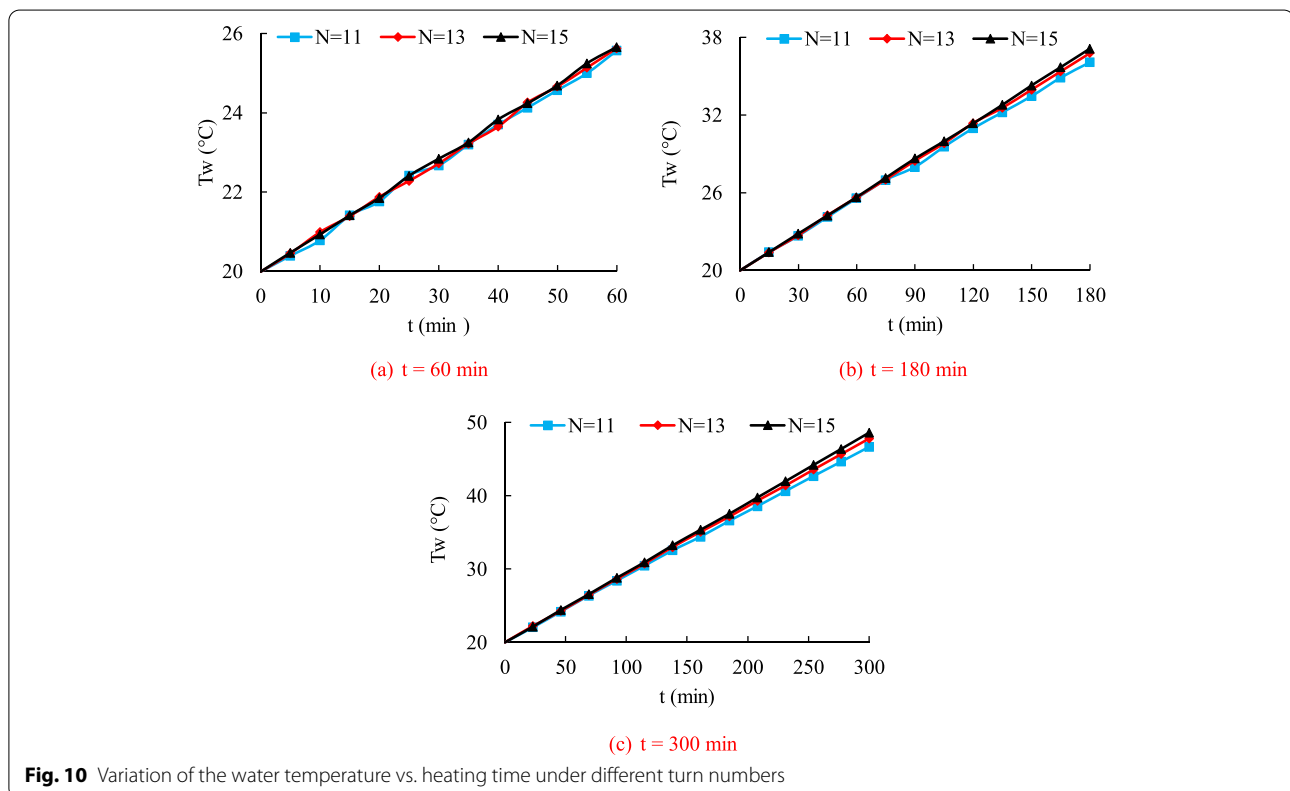 N=11 N=13 N=15
26
24
22
20
Tw (°C)
0 10 20 30 40 50 60
t (min )
(a) t = 60 min
N=11 N=13 N=15
38
32
26
20
Tw (°C)
0 30 60 90 120 150 180
t (min)
(b) t = 180 min
N=11 N=13 N=15
50
40
30
20
Tw (°C)
0 50 100 150 200 250 300
t (min)
(c) t = 300 min
Fig. 10 Variation of the water temperature vs. heating time under different turn numbers